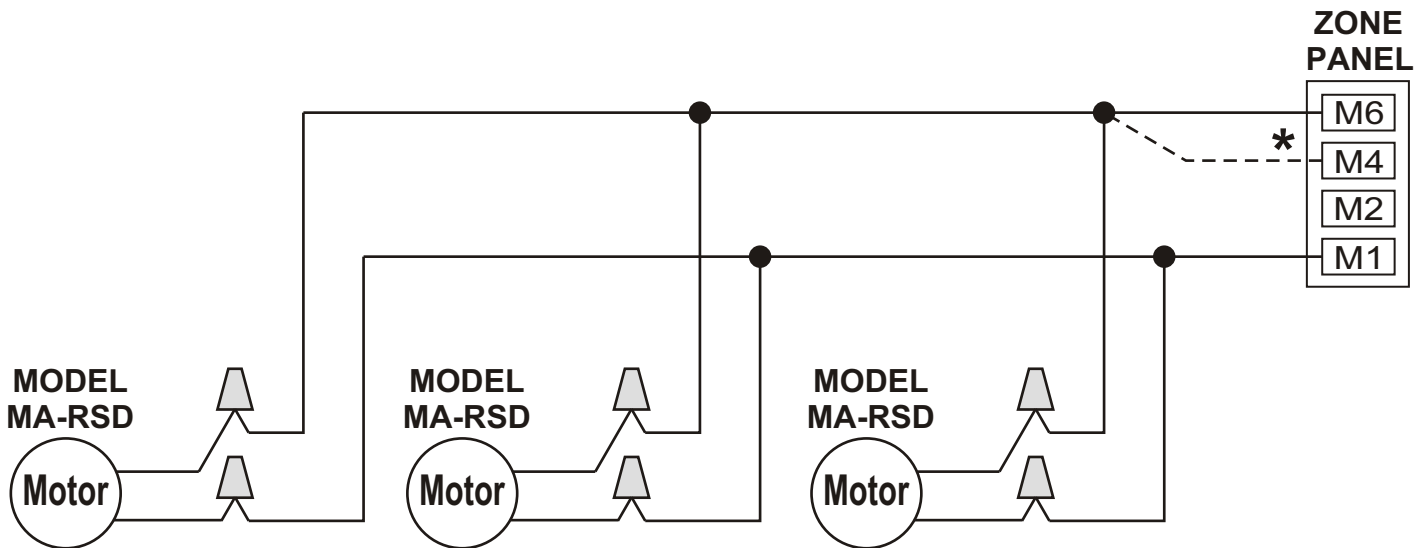 ZONE
PANEL
M6
*
M4
M2
M1
MODEL
MA-RSD
Motor
MODEL
MA-RSD
Motor
MODEL
MA-RSD
Motor